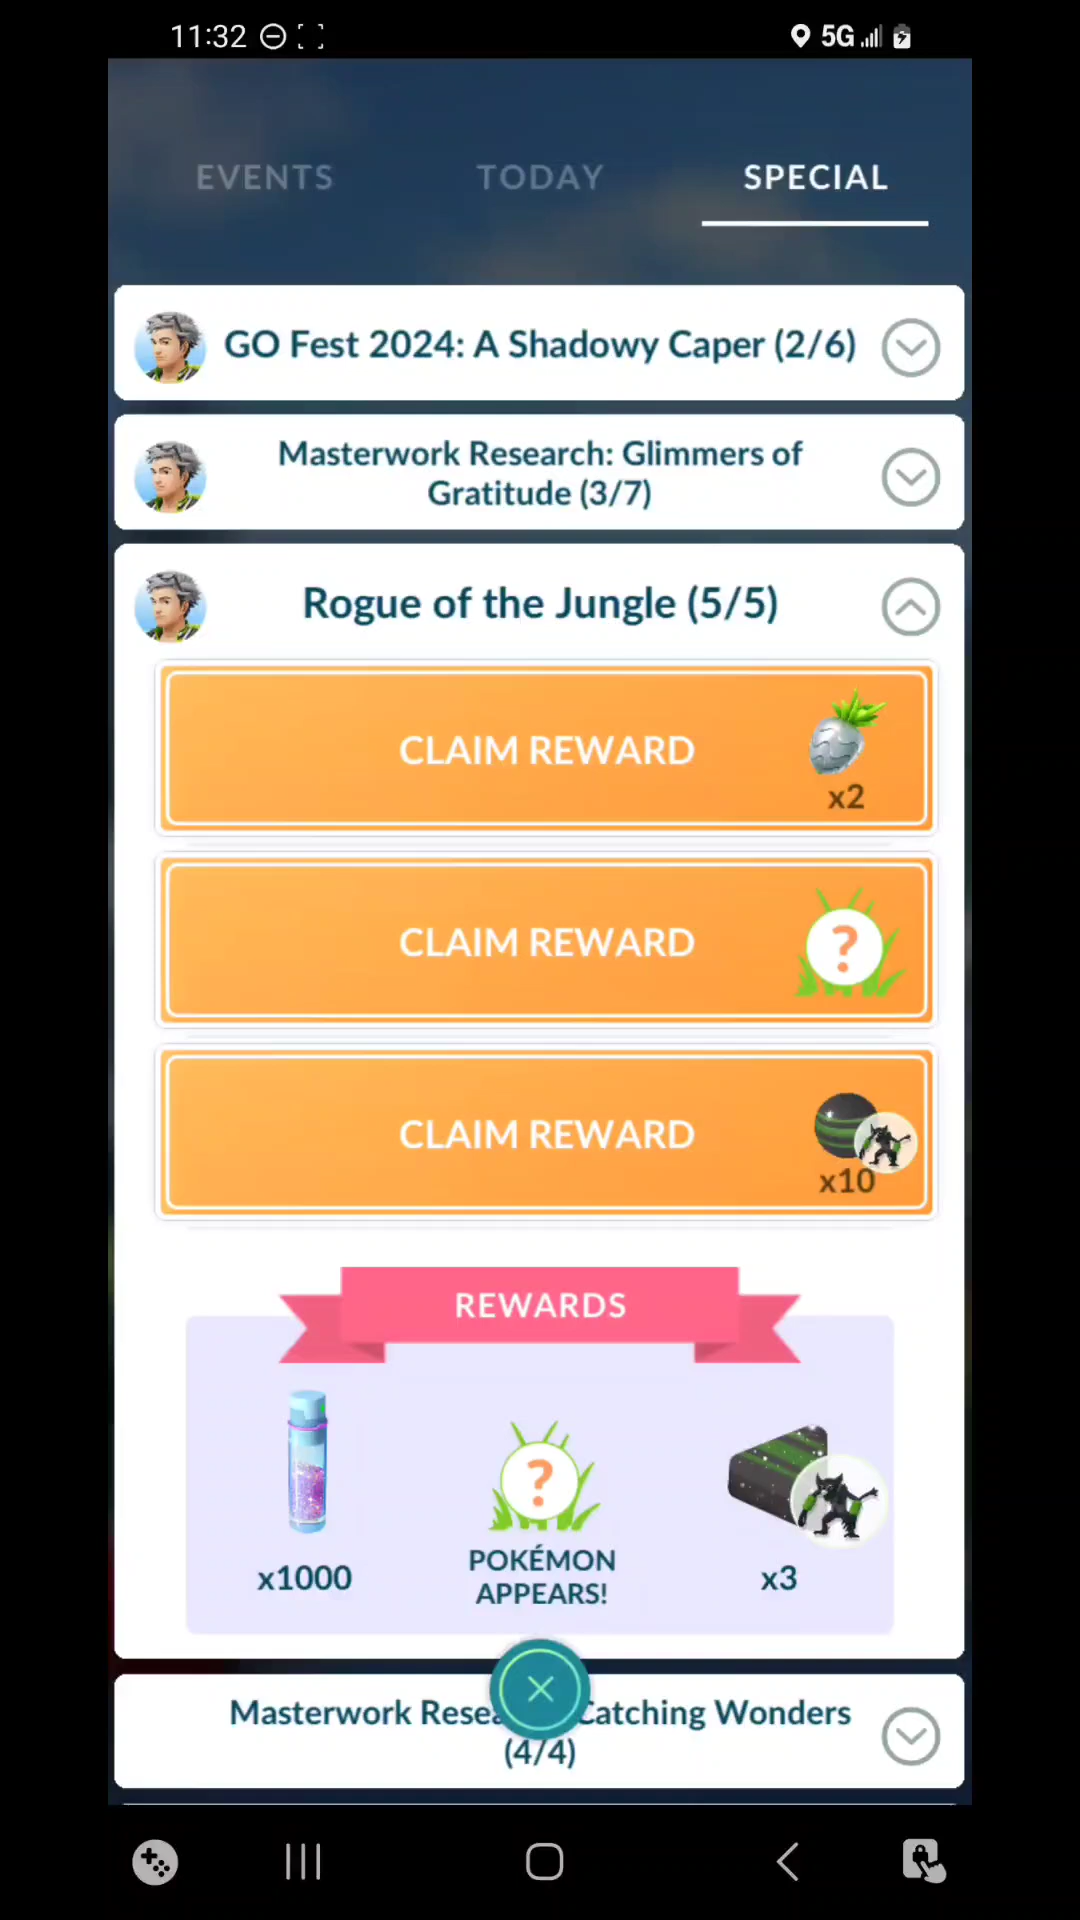 11:32
5G
EVENTS TODAY SPECIAL
GO Fest 2024: A Shadowy Caper (2/6)
Masterwork Research: Glimmers of
Gratitude (3/7)
Rogue of the Jungle (5/5)
CLAIM REWARD
x2
CLAIM REWARD
?
CLAIM REWARD
x10
REWARDS
?
x1000
POKÉMON
APPEARS!
x3
Masterwork Catching Wonders
(4/4)